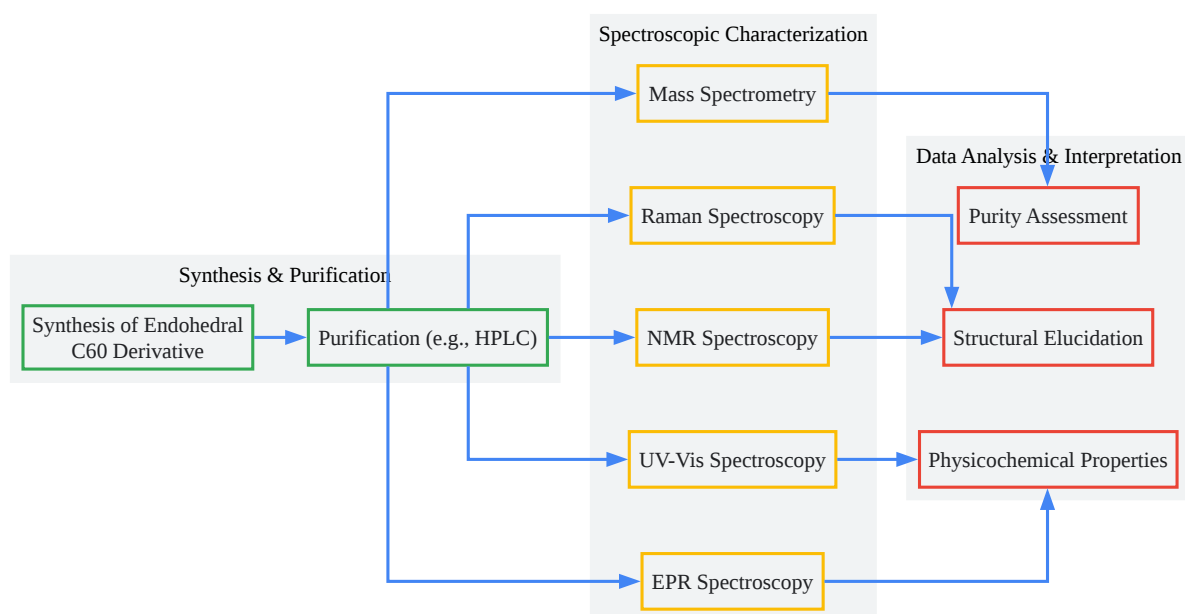 Spectroscopic Characterization
Mass Spectrometry
Data Analysis & Interpretation
Raman Spectroscopy
Purity Assessment
Synthesis & Purification
Synthesis of Endohedral
C60 Derivative
Purification (e.g., HPLC)
NMR Spectroscopy
Structural Elucidation
UV-Vis Spectroscopy
Physicochemical Properties
EPR Spectroscopy